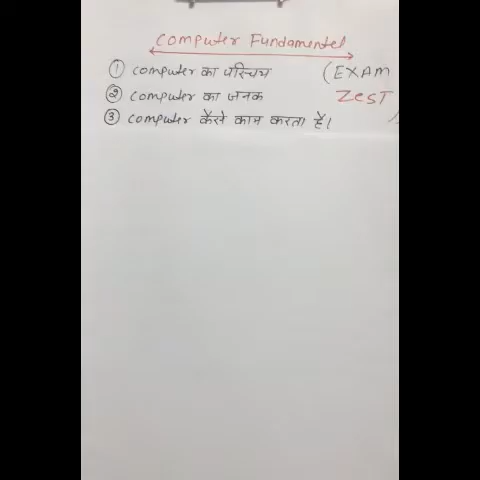 Computer Fundamentel
① Computer का परिचय (EXAM
② Computer का जनक ZesT
③ Computer कैसे काम करता है।